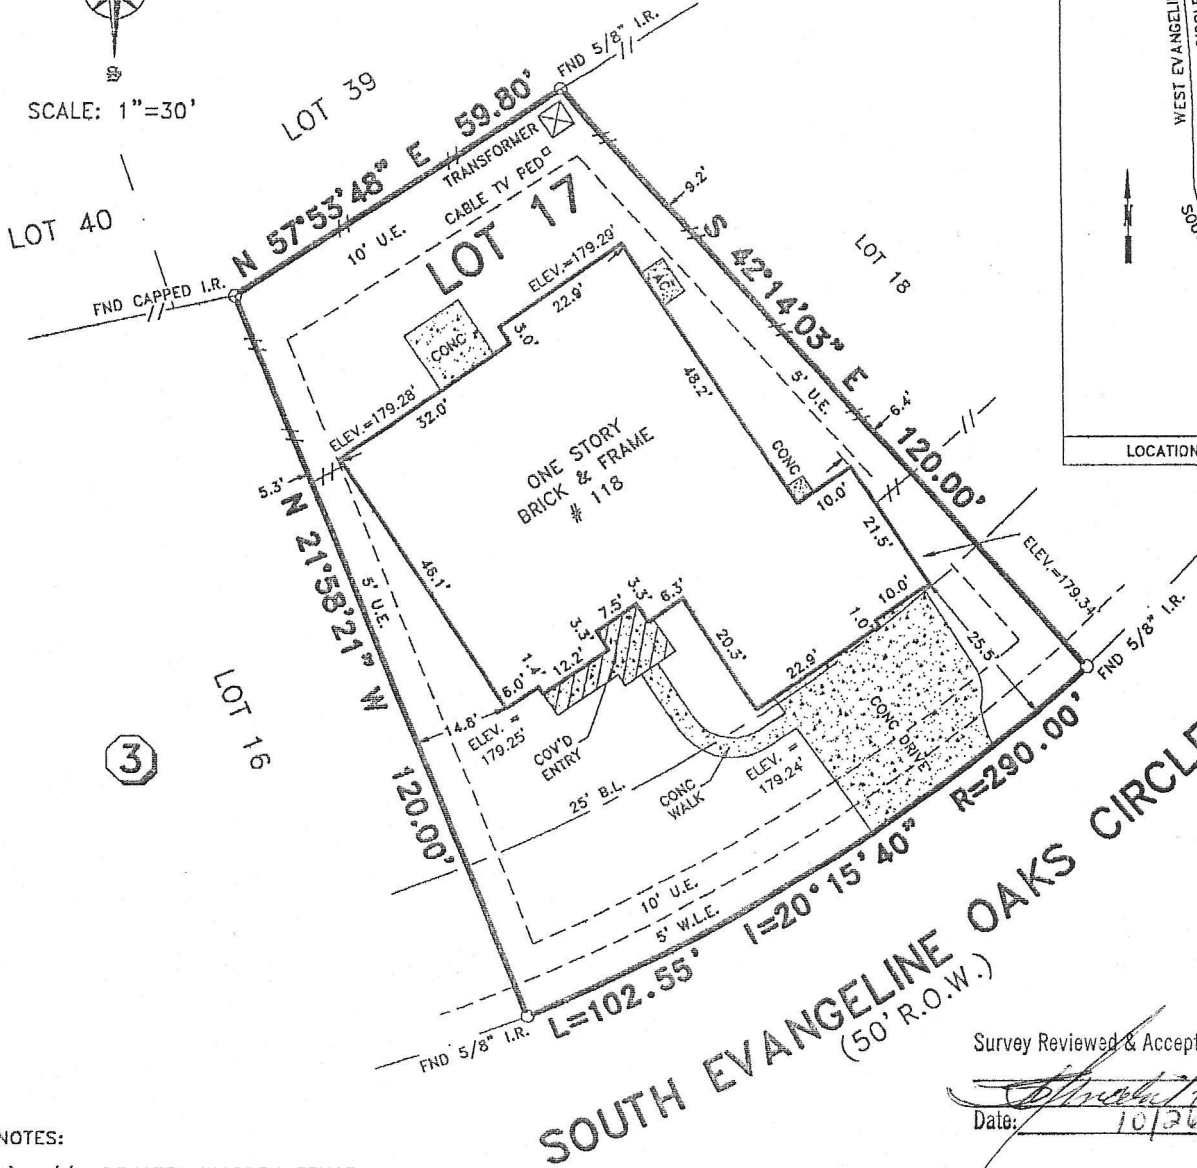 S
SCALE: 1"=30'
LOT 39
LOT 40
FND 5/8" I.R.
N 57°53'48" E 59.80'
TRANSFORMER
CABLE TV PED
10' U.E.
LOT 17
FND CAPPED I.R.
9.2'
S 42°14'03" E 120.00'
LOT 18
WEST EVANGELI
CIRCLE
N
SOU
LOCATION
ELEV.=179.29'
22.9'
3.0'
AC
CONC
ELEV.=179.28'
32.0'
48.2'
5' U.E.
6.4'
ONE STORY
BRICK & FRAME
# 118
CONC
10.0'
21.5'
ELEV.=179.34'
5.3'
N 21°58'21" W 120.00'
5' U.E.
46.1'
LOT 16
3
3.3'
7.5'
3.3'
6.3'
20.3'
1.0'
10.0'
25.5'
FND 5/8" I.R.
6.0'
1.4'
12.2'
22.9'
14.8'
ELEV. =
179.25'
COV'D
ENTRY
25' B.L.
CONC
WALK
ELEV. =
179.24'
CONC DRIVE
10' U.E.
5' W.L.E.
FND 5/8" I.R.
L=102.55' I=20°15'40" R=290.00'
SOUTH EVANGELINE OAKS CIRCLE
(50' R.O.W.)
Survey Reviewed & Accept
Date: 10/26
NOTES: